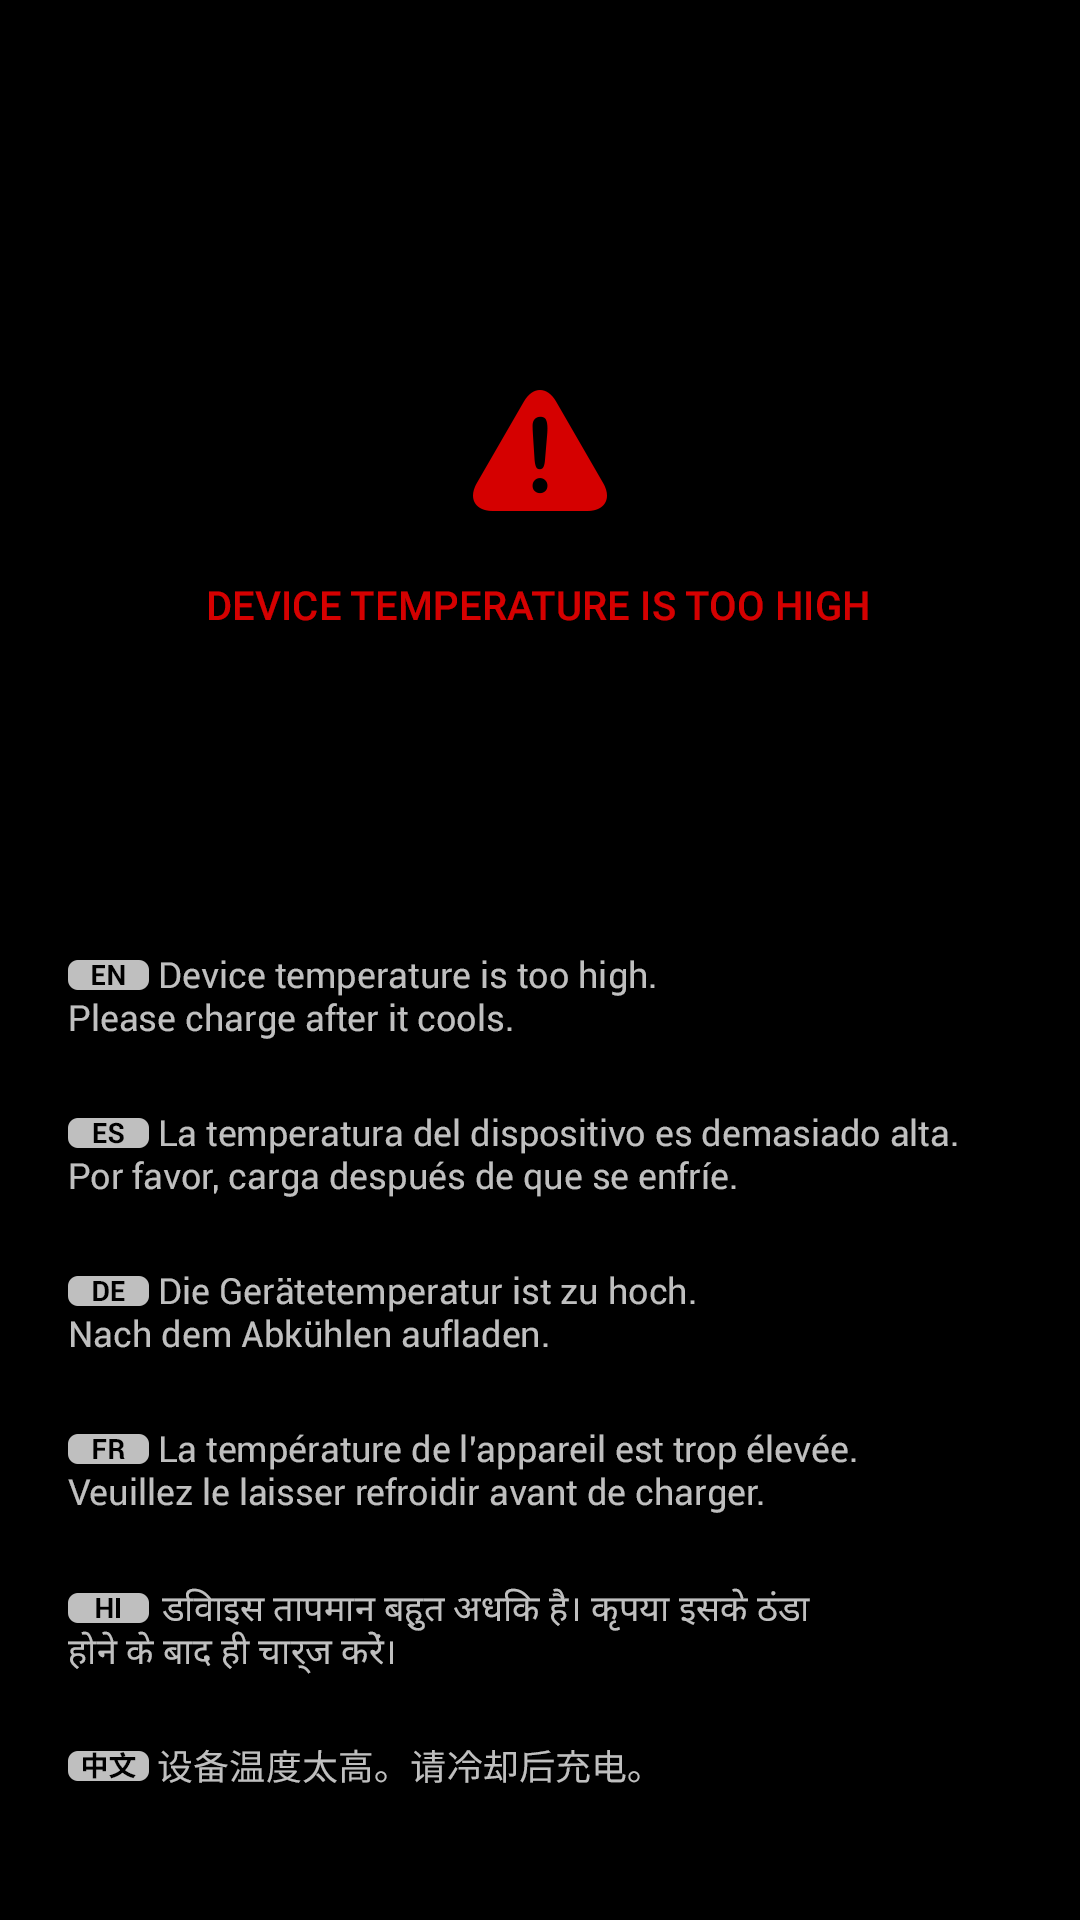 DEVICE TEMPERATURE IS TOO HIGH
EN Device temperature is too high.
Please charge after it cools.
ES La temperatura del dispositivo es demasiado alta.
Por favor, carga después de que se enfríe.
DE Die Gerätetemperatur ist zu hoch.
Nach dem Abkühlen aufladen.
FR La température de l'appareil est trop élevée.
Veuillez le laisser refroidir avant de charger.
HI डिवाइस तापमान बहुत अधिक है। कृपया इसके ठंडा
होने के बाद ही चार्ज करें।
中文 设备温度太高。请冷却后充电。